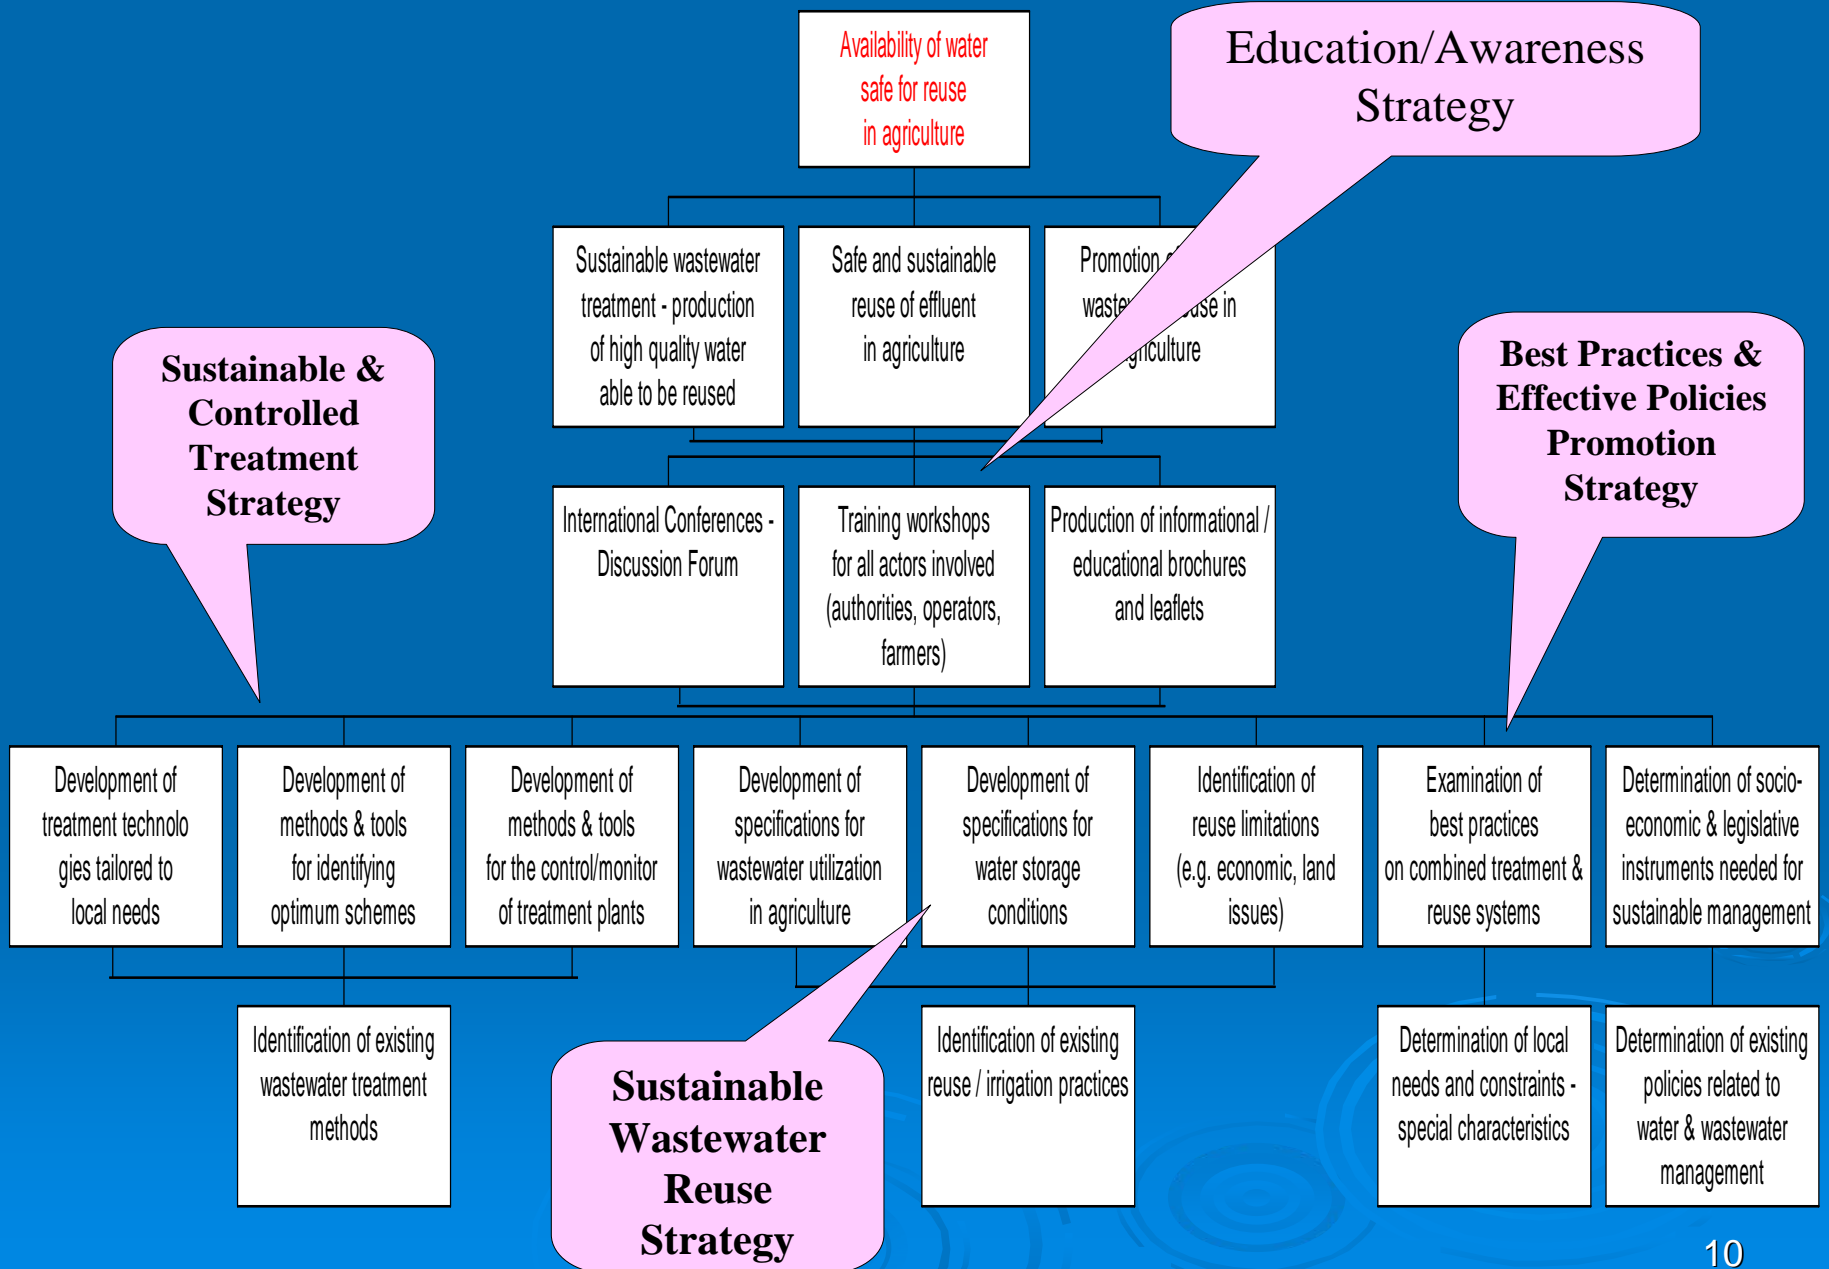 Availability of water
safe for reuse
in agriculture
Education/Awareness
Strategy
Sustainable wastewater
treatment - production
of high quality water
able to be reused
Safe and sustainable
reuse of effluent
in agriculture
Promotion
in
agriculture
Sustainable &
Controlled
Treatment
Strategy
Best Practices &
Effective Policies
Promotion
Strategy
International Conferences -
Discussion Forum
Training workshops
for all actors involved
(authorities, operators,
farmers)
Production of informational /
educational brochures
and leaflets
Development of
treatment technolo
gies tailored to
local needs
Development of
methods & tools
for identifying
optimum schemes
Development of
methods & tools
for the control/monitor
of treatment plants
Development of
specifications for
wastewater utilization
in agriculture
Development of
specifications for
water storage
conditions
Identification of
reuse limitations
(e.g. economic, land
issues)
Examination of
best practices
on combined treatment &
reuse systems
Determination of socio-
economic & legislative
instruments needed for
sustainable management
Identification of existing
wastewater treatment
methods
Sustainable
Wastewater
Reuse
Strategy
Identification of existing
reuse / irrigation practices
Determination of local
needs and constraints -
special characteristics
Determination of existing
policies related to
water & wastewater
management
10